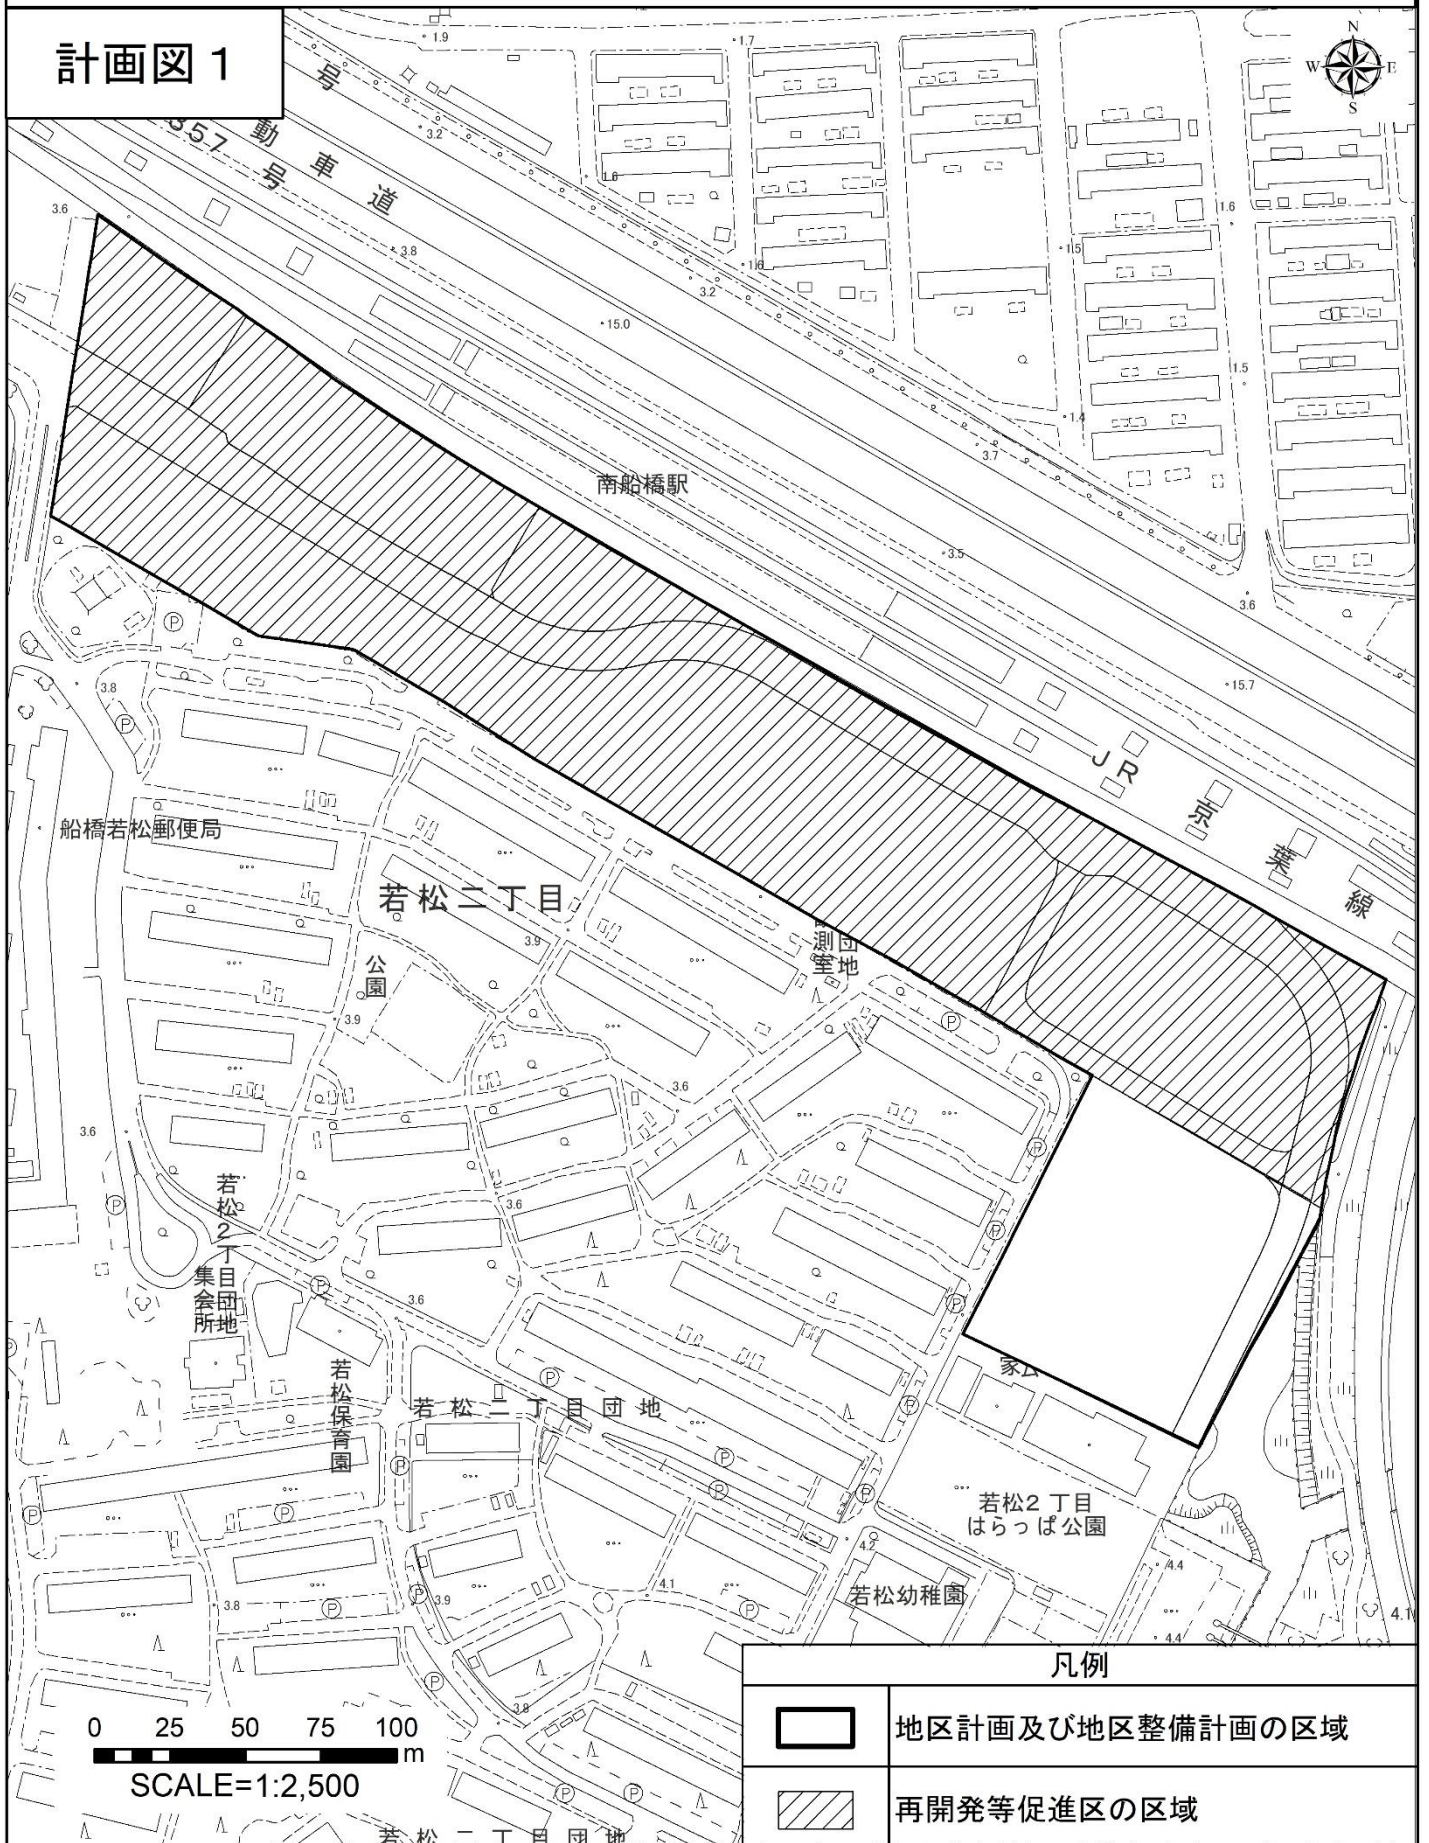 計画図1
N
W E
S
号
動車道
357号
1.9
1.7
3.2
1.6
3.6
3.8
1.6
3.2
15.0
1.6
1.5
1.5
1.4
3.7
南船橋駅
3.5
3.6
15.7
JR京葉線
3.8
船橋若松郵便局
若松二丁目
公園
3.9
3.9
測室
団地
3.6
3.6
3.6
3.6
若松2丁目団地
集会所
若松保育園
若松二丁目団地
若松2丁目
はらっぱ公園
若松幼稚園
4.2
4.4
4.4
4.1
4.1
3.9
3.8
3.8
若松二丁目団地
0 25 50 75 100
m
SCALE=1:2,500
凡例
地区計画及び地区整備計画の区域
再開発等促進区の区域